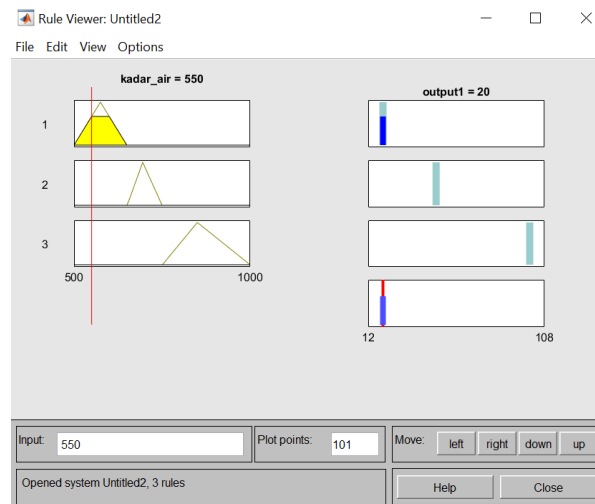 Rule Viewer: Untitled2
File Edit View Options
kadar_air = 550
output1 = 20
1
2
3
500 1000
12 108
Input: 550
Plot points: 101
Move: left right down up
Opened system Untitled2, 3 rules
Help Close